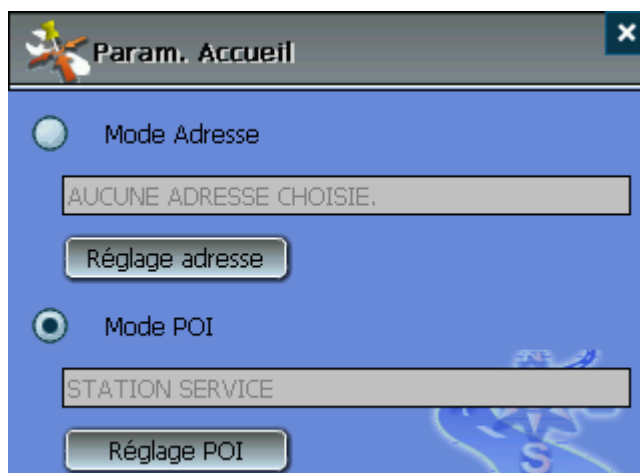 Param. Accueil
Mode Adresse
AUCUNE ADRESSE CHOISIE.
Réglage adresse
Mode POI
STATION SERVICE
Réglage POI
S